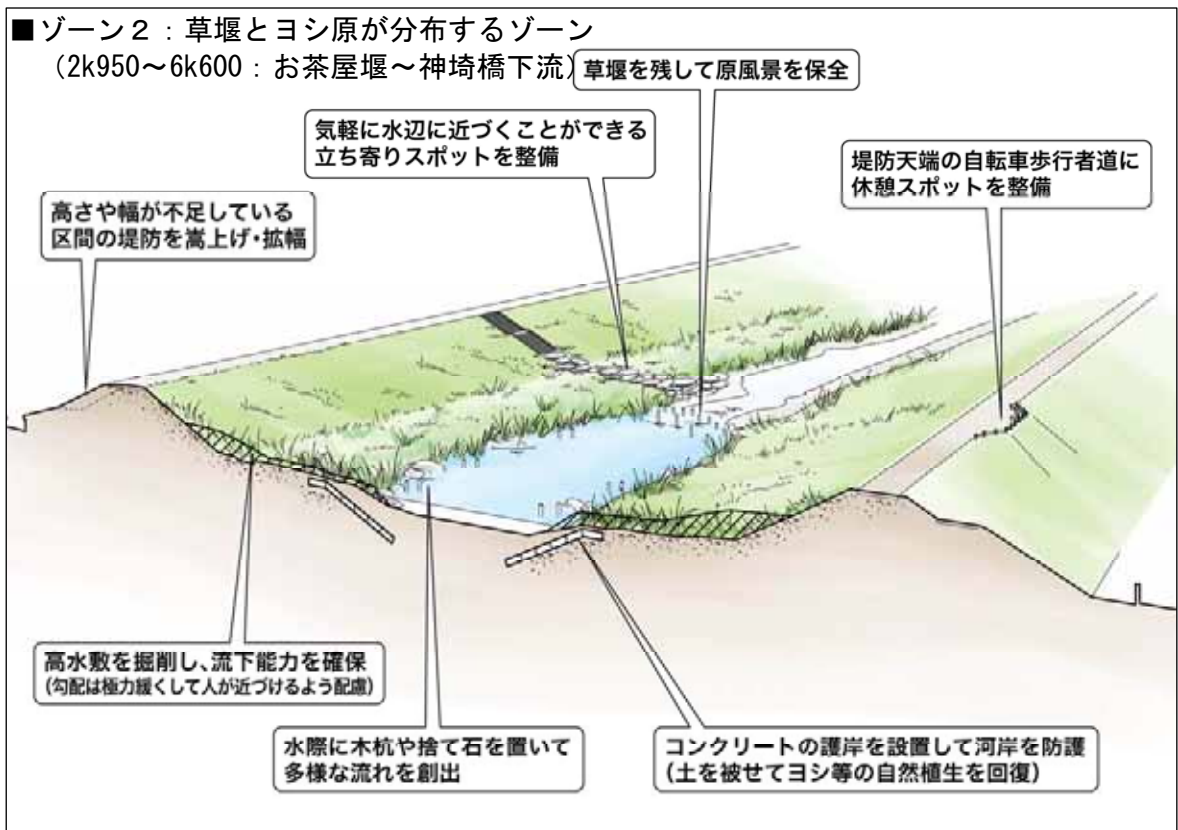 ■ゾーン２：草堰とヨシ原が分布するゾーン
（2k950～6k600：お茶屋堰～神埼橋下流）
草堰を残して原風景を保全
気軽に水辺に近づくことができる
立ち寄りスポットを整備
堤防天端の自転車歩行者道に
休憩スポットを整備
高さや幅が不足している
区間の堤防を嵩上げ・拡幅
高水敷を掘削し、流下能力を確保
(勾配は極力緩くして人が近づけるよう配慮)
水際に木杭や捨て石を置いて
多様な流れを創出
コンクリートの護岸を設置して河岸を防護
(土を被せてヨシ等の自然植生を回復)